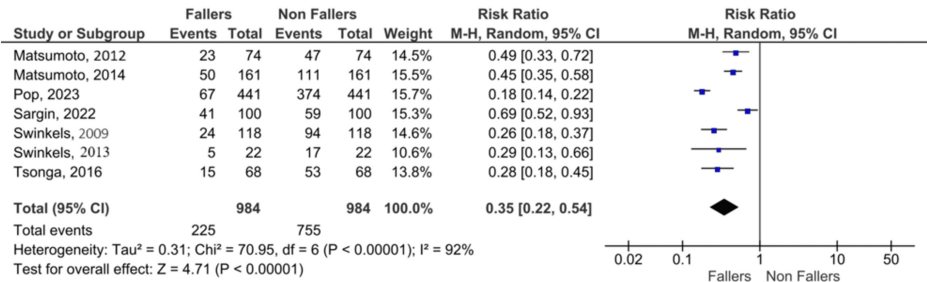 Fallers Non Fallers Risk Ratio Risk Ratio
Study or Subgroup Events Total Events Total Weight M-H, Random, 95% CI M-H, Random, 95% CI
Matsumoto, 2012 23 74 47 74 14.5% 0.49 [0.33, 0.72]
Matsumoto, 2014 50 161 111 161 15.5% 0.45 [0.35, 0.58]
Pop, 2023 67 441 374 441 15.7% 0.18 [0.14, 0.22]
Sargin, 2022 41 100 59 100 15.3% 0.69 [0.52, 0.93]
Swinkels, 2009 24 118 94 118 14.6% 0.26 [0.18, 0.37]
Swinkels, 2013 5 22 17 22 10.6% 0.29 [0.13, 0.66]
Tsonga, 2016 15 68 53 68 13.8% 0.28 [0.18, 0.45]
Total (95% CI) 984 984 100.0% 0.35 [0.22, 0.54]
Total events 225 755
Heterogeneity: Tau² = 0.31; Chi² = 70.95, df = 6 (P < 0.00001); I² = 92%
Test for overall effect: Z = 4.71 (P < 0.00001)
0.02 0.1 1 10 50
Fallers Non Fallers